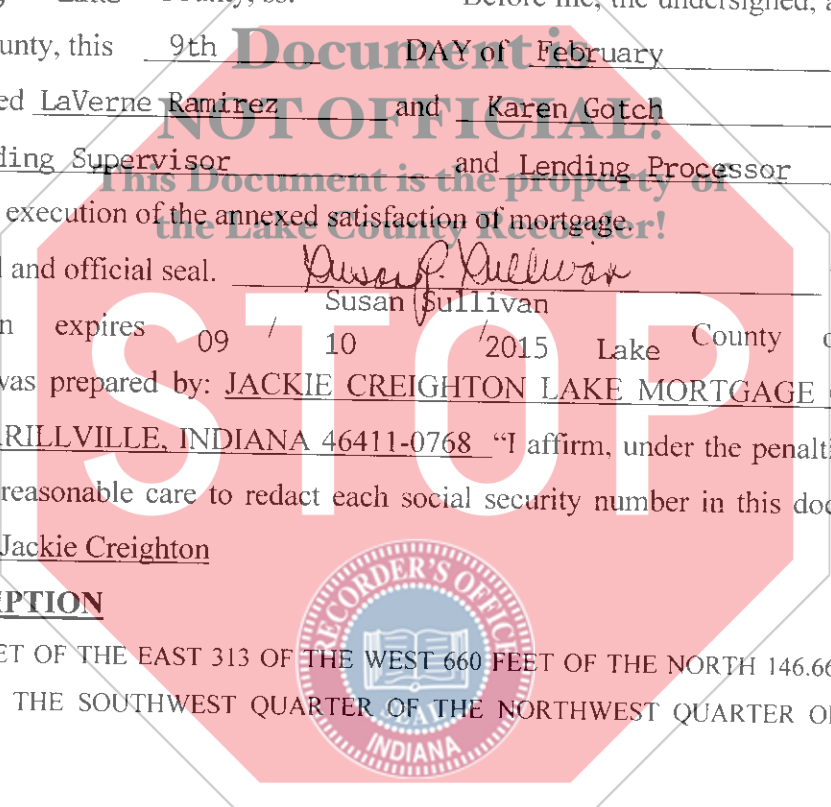 Lake County, ss. Before me, the undersigned, a
unty, this 9th DAY of February
ed LaVerne Ramirez and Karen Gotch
ding Supervisor and Lending Processor
execution of the annexed satisfaction of mortgage.
and official seal. Susan P. Sullivan
Susan Sullivan
n expires 09 / 10 / 2015 Lake County o
was prepared by: JACKIE CREIGHTON LAKE MORTGAGE
RILLVILLE, INDIANA 46411-0768 “I affirm, under the penalti
reasonable care to redact each social security number in this doc
Jackie Creighton
IPTION
ET OF THE EAST 313 OF THE WEST 660 FEET OF THE NORTH 146.66
THE SOUTHWEST QUARTER OF THE NORTHWEST QUARTER OF
Document is
NOT OFFICIAL!
This Document is the property of
the Lake County Recorder!
STOP
RECORDER'S OFFICE
SEAL
INDIANA